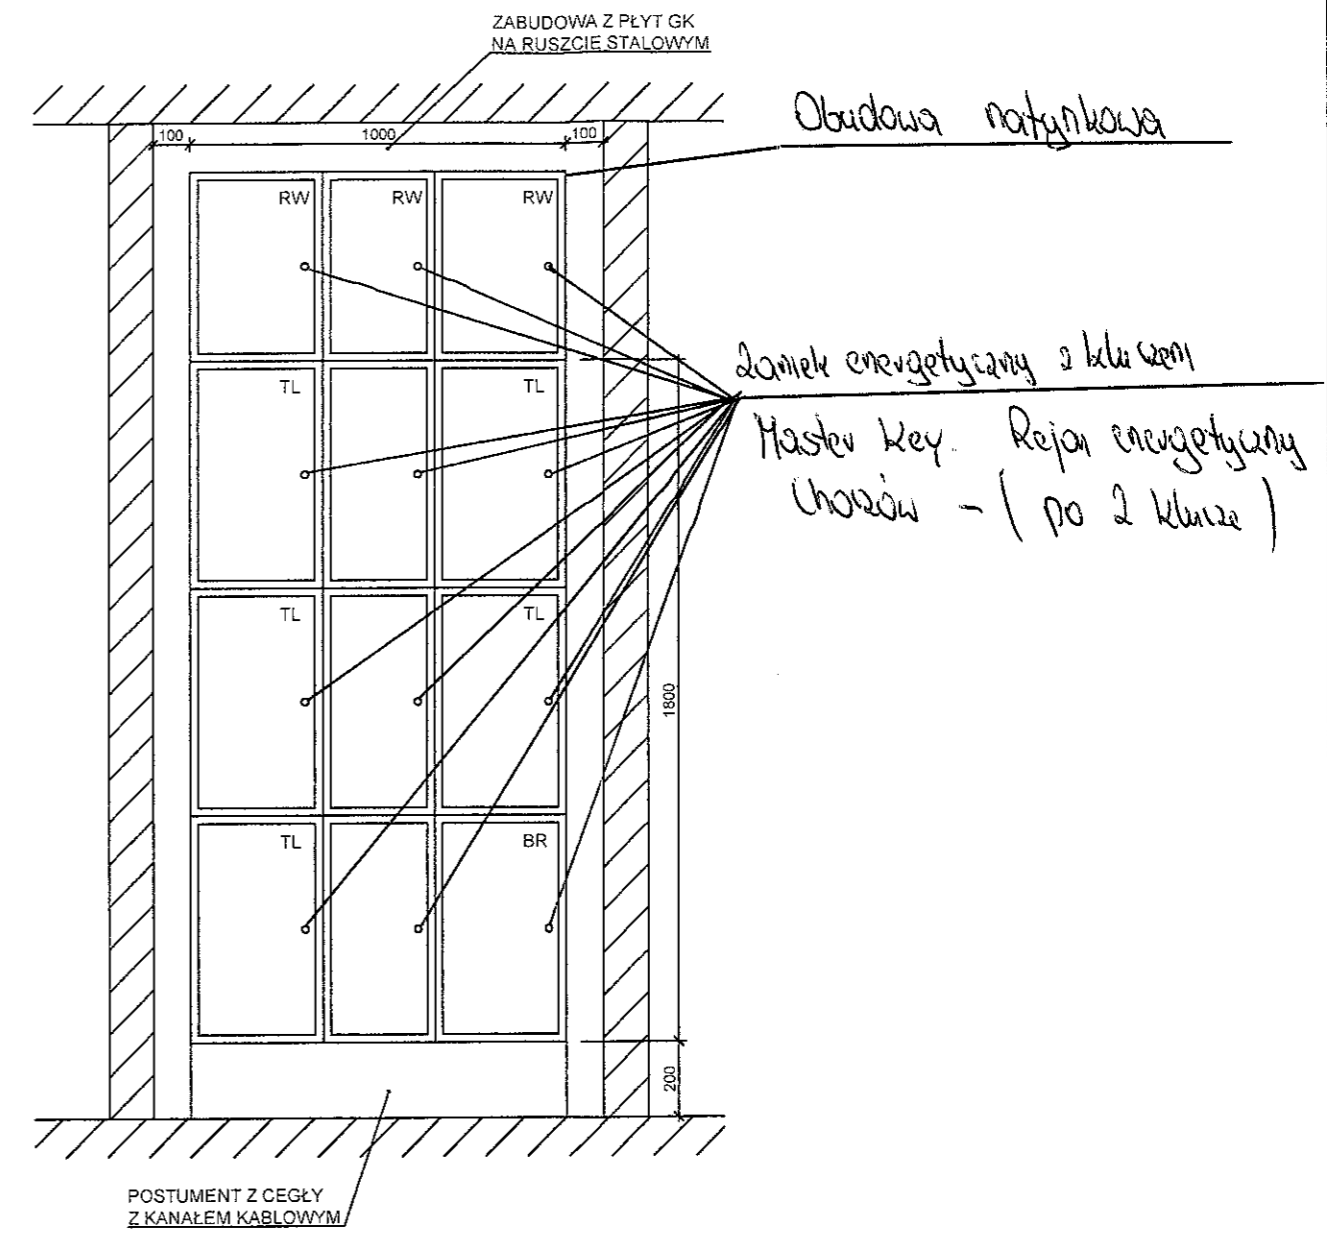 ZABUDOWA Z PŁYT GK
NA RUSZCIE STALOWYM
100 1000 100
Obudowa natynkowa
RW RW RW
Zamek energetyczny z kluczem
Master Key. Rejon energetyczny
Chorzów - (po 2 klucze)
TL TL
TL TL
1800
TL BR
200
POSTUMENT Z CEGŁY
Z KANAŁEM KABLOWYM